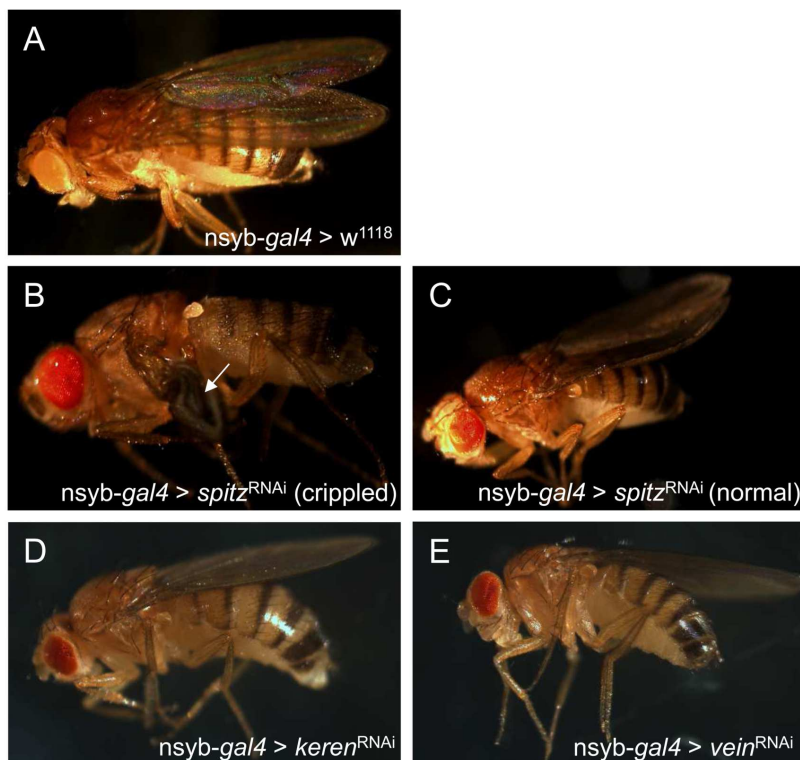 A
nsyb-gal4 > w¹¹¹⁸
B
nsyb-gal4 > spitzᴿᴺᴬⁱ (crippled)
C
nsyb-gal4 > spitzᴿᴺᴬⁱ (normal)
D
nsyb-gal4 > kerenᴿᴺᴬⁱ
E
nsyb-gal4 > veinᴿᴺᴬⁱ